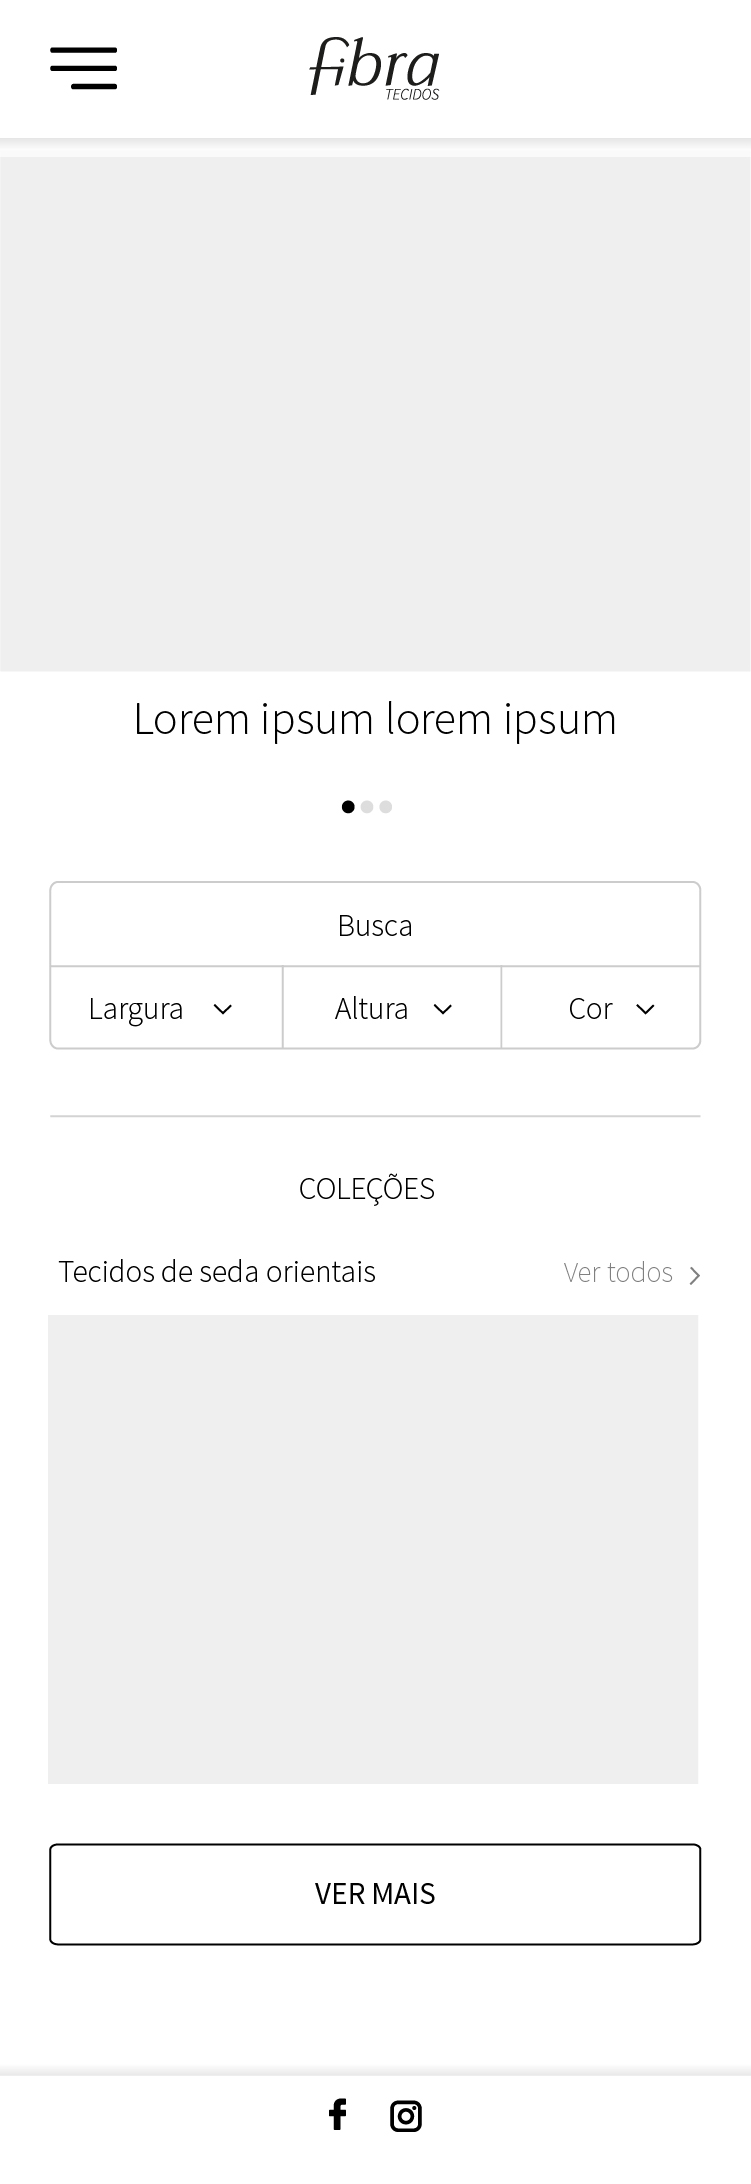 fibra
TECIDOS
Lorem ipsum lorem ipsum
Busca
Largura Altura Cor
COLEÇÕES
Tecidos de seda orientais Ver todos
VER MAIS